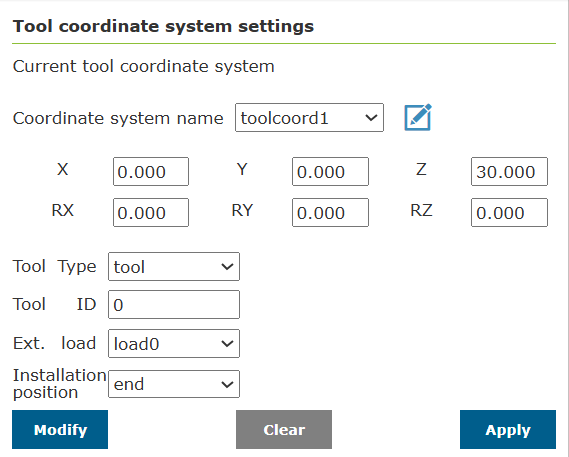 Tool coordinate system settings
Current tool coordinate system
Coordinate system name toolcoord1
X 0.000 Y 0.000 Z 30.000
RX 0.000 RY 0.000 RZ 0.000
Tool Type tool
Tool ID 0
Ext. load load0
Installation position end
Modify Clear Apply